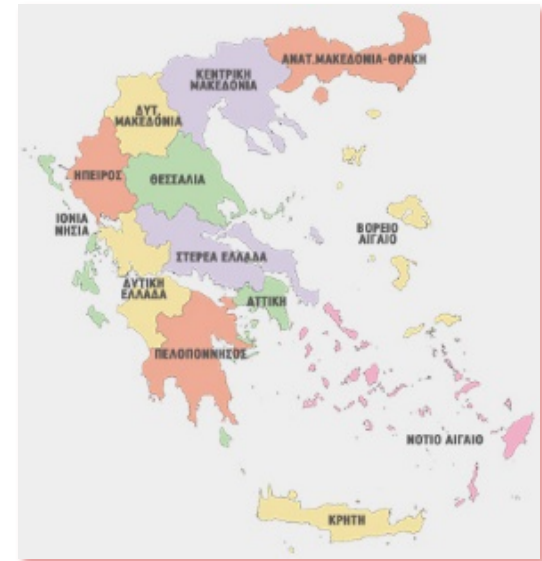 ΑΝΑΤ.ΜΑΚΕΔΟΝΙΑ-ΘΡΑΚΗ
ΚΕΝΤΡΙΚΗ
ΜΑΚΕΔΟΝΙΑ
ΔΥΤ.
ΜΑΚΕΔΟΝΙΑ
ΗΠΕΙΡΟΣ
ΘΕΣΣΑΛΙΑ
ΙΟΝΙΑ
ΝΗΣΙΑ
ΒΟΡΕΙΟ
ΑΙΓΑΙΟ
ΣΤΕΡΕΑ ΕΛΛΑΔΑ
ΔΥΤΙΚΗ
ΕΛΛΑΔΑ
ΑΤΤΙΚΗ
ΠΕΛΟΠΟΝΝΗΣΟΣ
ΝΟΤΙΟ ΑΙΓΑΙΟ
ΚΡΗΤΗ